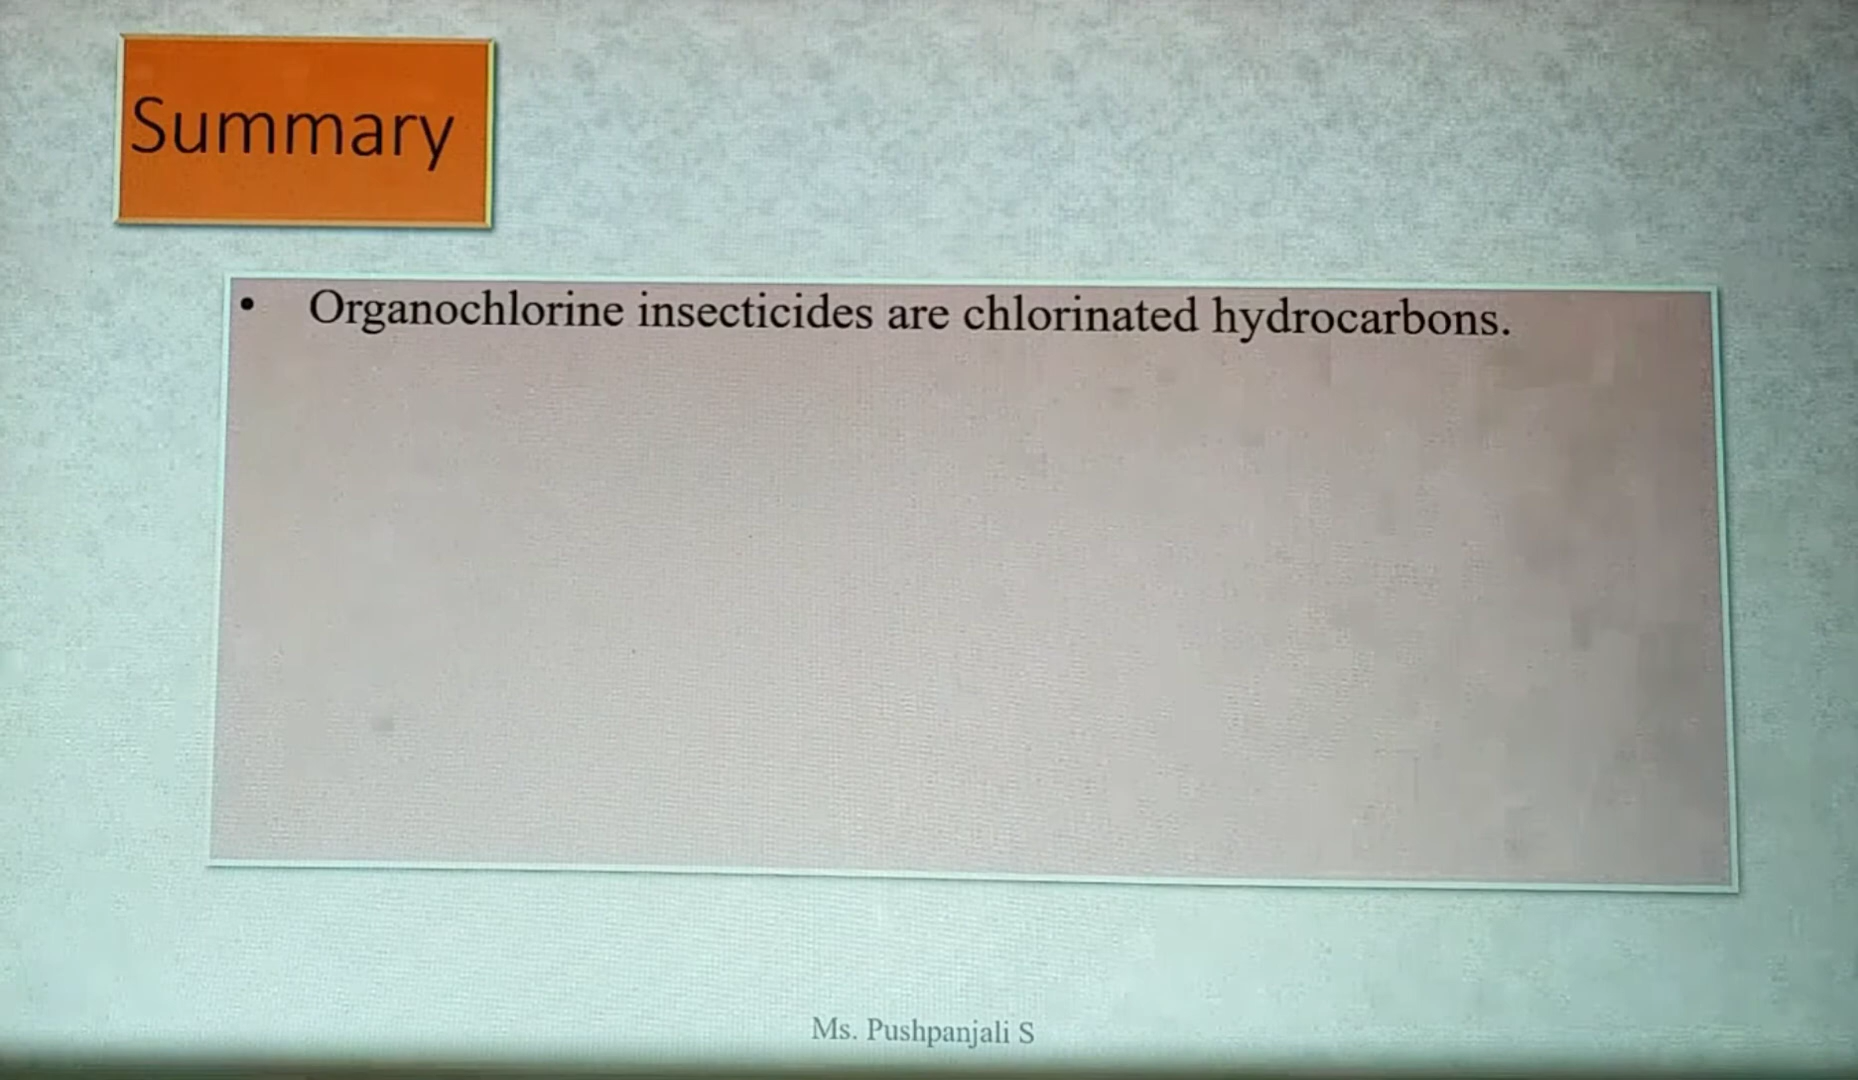 Summary
• Organochlorine insecticides are chlorinated hydrocarbons.
Ms. Pushpanjali S